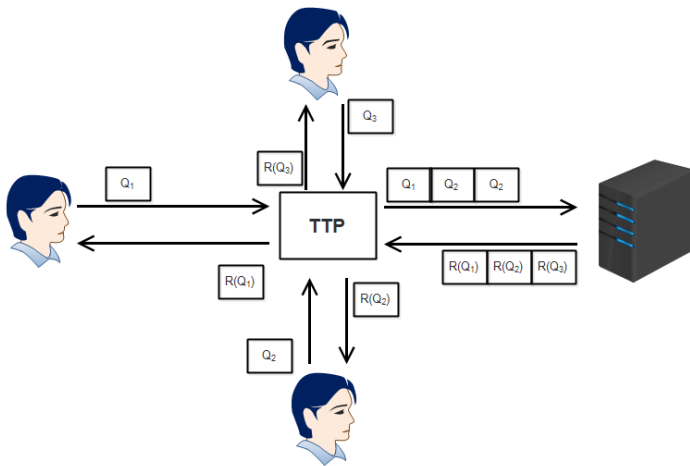 Q3
R(Q3)
Q1
Q1 Q2 Q2
TTP
R(Q1) R(Q2) R(Q3)
R(Q1)
R(Q2)
Q2